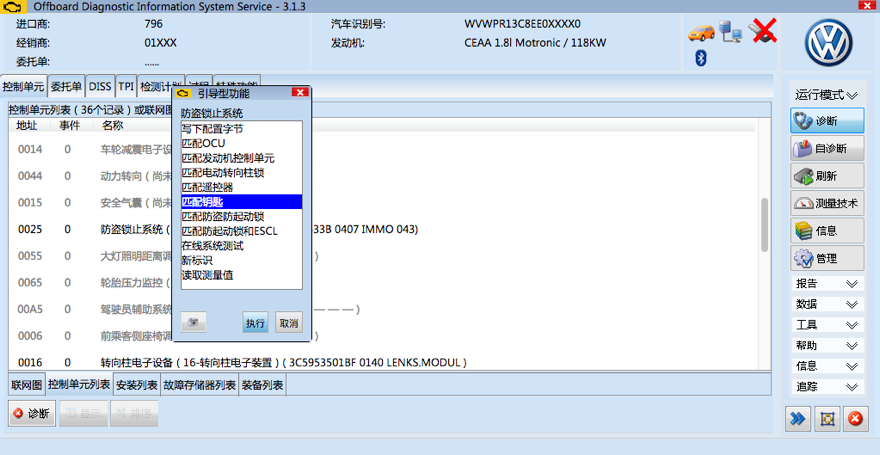 Offboard Diagnostic Information System Service - 3.1.3
进口商: 796 汽车识别号: WVWPR13C8EE0XXXX0
经销商: 01XXX 发动机: CEAA 1.8l Motronic / 118KW
委托单: ......
控制单元 委托单 DISS TPI 检测计划 过程 特殊功能
控制单元列表（36个记录）或联网图
地址 事件 名称
0014 0 车轮减震电子设
0044 0 动力转向（尚未
0015 0 安全气囊（尚未
0025 0 防盗锁止系统（ 33B 0407 IMMO 043)
0055 0 大灯照明距离调 )
0065 0 轮胎压力监控（
00A5 0 驾驶员辅助系统 — — — )
0006 0 前乘客侧座椅调 )
0016 0 转向柱电子设备（16-转向柱电子装置）( 3C5953501BF 0140 LENKS.MODUL )
引导型功能
防盗锁止系统
写下配置字节
匹配OCU
匹配发动机控制单元
匹配电动转向柱锁
匹配遥控器
匹配钥匙
匹配防盗防起动锁
匹配防起动锁和ESCL
在线系统测试
新标识
读取测量值
执行 取消
联网图 控制单元列表 安装列表 故障存储器列表 装备列表
诊断 显示 排序
运行模式
诊断
自诊断
刷新
测量技术
信息
管理
报告
数据
工具
帮助
信息
追踪